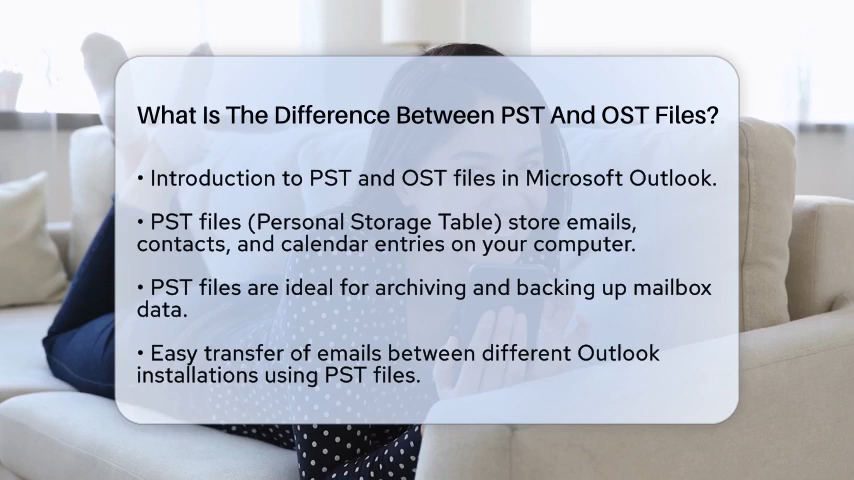 What Is The Difference Between PST And OST Files?
• Introduction to PST and OST files in Microsoft Outlook.
• PST files (Personal Storage Table) store emails,
contacts, and calendar entries on your computer.
• PST files are ideal for archiving and backing up mailbox
data.
• Easy transfer of emails between different Outlook
installations using PST files.